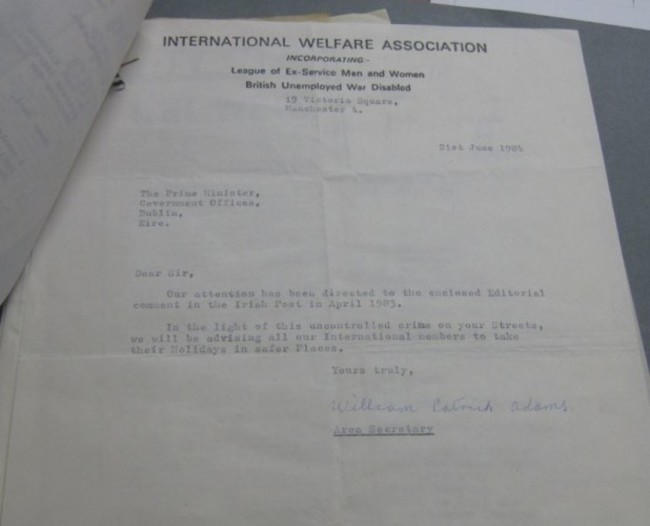 INTERNATIONAL WELFARE ASSOCIATION
INCORPORATING:-
League of Ex-Service Men and Women
British Unemployed War Disabled
19 Victoria Square,
Manchester 4.
21st June 1984
The Prime Minister,
Government Offices,
Dublin,
Eire.
Dear Sir,
Our attention has been directed to the enclosed Editorial
comment in the Irish Post in April 1983.
In the light of this uncontrolled crime on your Streets,
we will be advising all our International members to take
their Holidays in safer Places.
Yours truly,
William Patrick Adams
Area Secretary